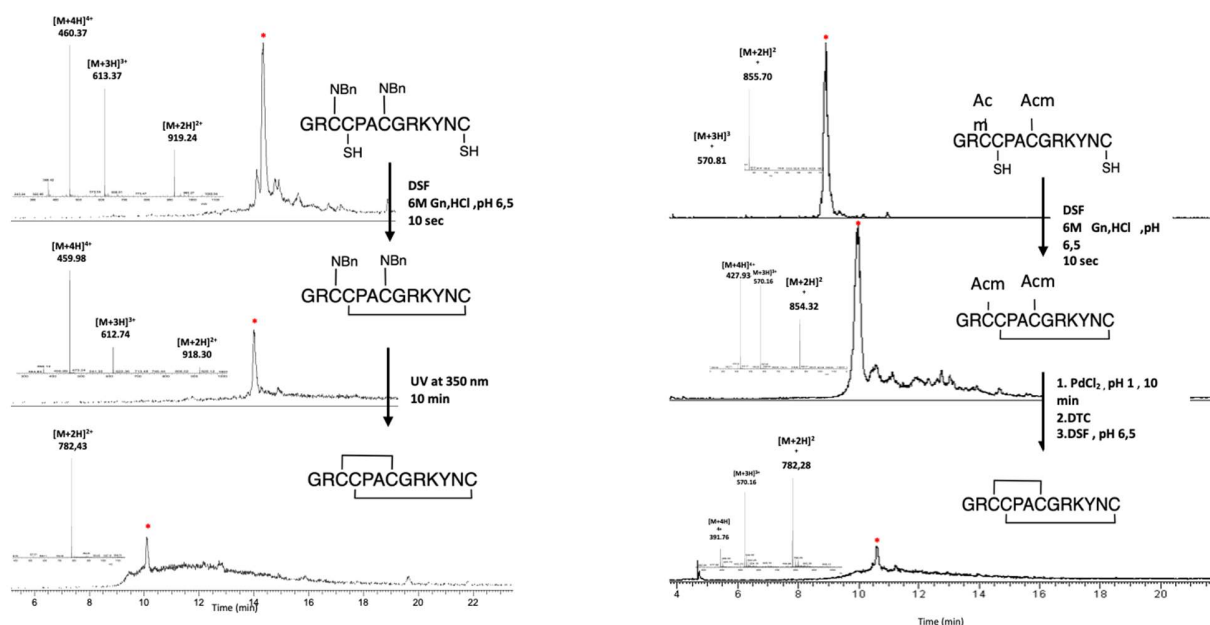 [M+4H]4+
460.37
[M+3H]3+
613.37
[M+2H]2+
919.24
NBn NBn
GRCCPACGRKYNC
SH SH
DSF
6M Gn,HCl ,pH 6,5
10 sec
[M+4H]4+
459.98
[M+3H]3+
612.74
[M+2H]2+
918.30
NBn NBn
GRCCPACGRKYNC
UV at 350 nm
10 min
[M+2H]2+
782,43
GRCCPACGRKYNC
6 8 10 12 14 16 18 20 22
Time (min)
[M+2H]2
+
855.70
[M+3H]3
+
570.81
Ac
m
Acm
GRCCPACGRKYNC
SH SH
DSF
6M Gn,HCl ,pH
6,5
10 sec
[M+4H]4+
427.93
[M+3H]3+
570.16
[M+2H]2
+
854.32
Acm Acm
GRCCPACGRKYNC
1. PdCl2 , pH 1 , 10
min
2.DTC
3.DSF , pH 6,5
[M+2H]2
+
782,28
[M+3H]3+
570.16
[M+4H]
4+
391.76
GRCCPACGRKYNC
4 6 8 10 12 14 16 18 20
Time (min)